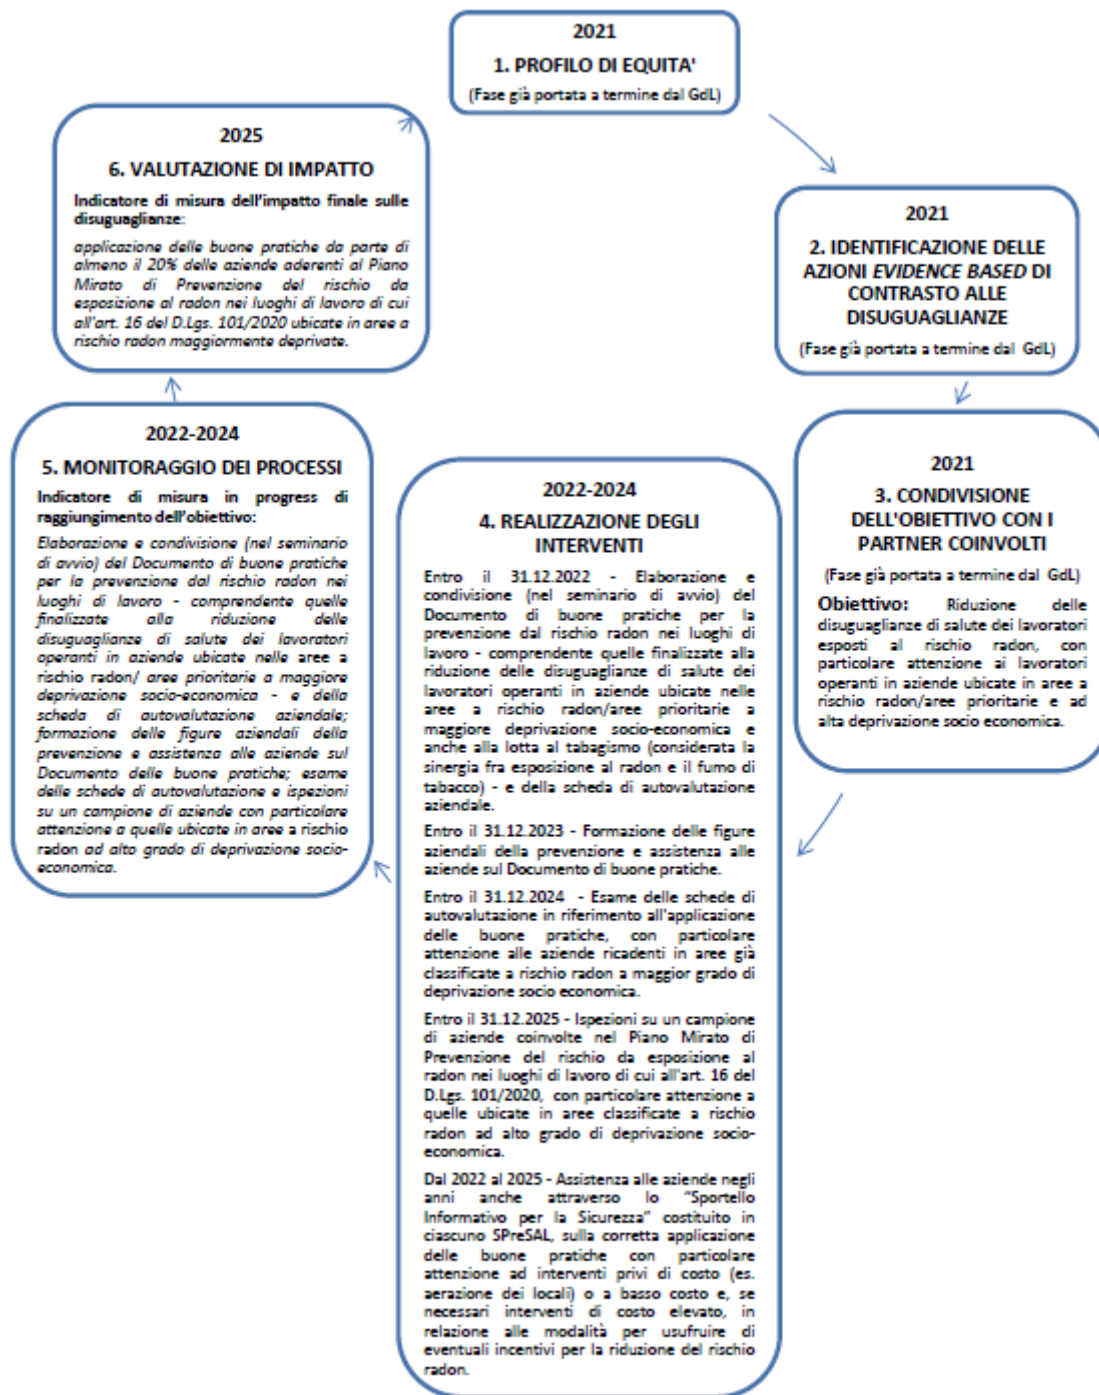 2021
1. PROFILO DI EQUITA'
(Fase già portata a termine dal GdL)
2021
2. IDENTIFICAZIONE DELLE
AZIONI EVIDENCE BASED DI
CONTRASTO ALLE
DISUGUAGLIANZE
(Fase già portata a termine dal GdL)
2021
3. CONDIVISIONE
DELL'OBIETTIVO CON I
PARTNER COINVOLTI
(Fase già portata a termine dal GdL)
Obiettivo: Riduzione delle
disuguaglianze di salute dei lavoratori
esposti al rischio radon, con
particolare attenzione ai lavoratori
operanti in aziende ubicate in aree a
rischio radon/aree prioritarie e ad
alta deprivazione socio economica.
2022-2024
4. REALIZZAZIONE DEGLI
INTERVENTI
Entro il 31.12.2022 - Elaborazione e
condivisione (nel seminario di avvio) del
Documento di buone pratiche per la
prevenzione dal rischio radon nei luoghi di
lavoro - comprendente quelle finalizzate alla
riduzione delle disuguaglianze di salute dei
lavoratori operanti in aziende ubicate nelle
aree a rischio radon/aree prioritarie a
maggiore deprivazione socio-economica e
anche alla lotta al tabagismo (considerata la
sinergia fra esposizione al radon e il fumo di
tabacco) - e della scheda di autovalutazione
aziendale.
Entro il 31.12.2023 - Formazione delle figure
aziendali della prevenzione e assistenza alle
aziende sul Documento di buone pratiche.
Entro il 31.12.2024 - Esame delle schede di
autovalutazione in riferimento all'applicazione
delle buone pratiche, con particolare
attenzione alle aziende ricadenti in aree già
classificate a rischio radon a maggior grado di
deprivazione socio economica.
Entro il 31.12.2025 - Ispezioni su un campione
di aziende coinvolte nel Piano Mirato di
Prevenzione del rischio da esposizione al
radon nei luoghi di lavoro di cui all'art. 16 del
D.Lgs. 101/2020, con particolare attenzione a
quelle ubicate in aree classificate a rischio
radon ad alto grado di deprivazione socio-
economica.
Dal 2022 al 2025 - Assistenza alle aziende negli
anni anche attraverso lo "Sportello
Informativo per la Sicurezza" costituito in
ciascuno SPreSAL, sulla corretta applicazione
delle buone pratiche con particolare
attenzione ad interventi privi di costo (es.
aerazione dei locali) o a basso costo e, se
necessari interventi di costo elevato, in
relazione alle modalità per usufruire di
eventuali incentivi per la riduzione del rischio
radon.
2022-2024
5. MONITORAGGIO DEI PROCESSI
Indicatore di misura in progress di
raggiungimento dell'obiettivo:
Elaborazione e condivisione (nel seminario
di avvio) del Documento di buone pratiche
per la prevenzione dal rischio radon nei
luoghi di lavoro - comprendente quelle
finalizzate alla riduzione delle
disuguaglianze di salute dei lavoratori
operanti in aziende ubicate nelle aree a
rischio radon/ aree prioritarie a maggiore
deprivazione socio-economica - e della
scheda di autovalutazione aziendale;
formazione delle figure aziendali della
prevenzione e assistenza alle aziende sul
Documento delle buone pratiche; esame
delle schede di autovalutazione e ispezioni
su un campione di aziende con particolare
attenzione a quelle ubicate in aree a rischio
radon ad alto grado di deprivazione socio-
economica.
2025
6. VALUTAZIONE DI IMPATTO
Indicatore di misura dell'impatto finale sulle
disuguaglianze:
applicazione delle buone pratiche da parte di
almeno il 20% delle aziende aderenti al Piano
Mirato di Prevenzione del rischio da
esposizione al radon nei luoghi di lavoro di cui
all'art. 16 del D.Lgs. 101/2020 ubicate in aree a
rischio radon maggiormente deprivate.